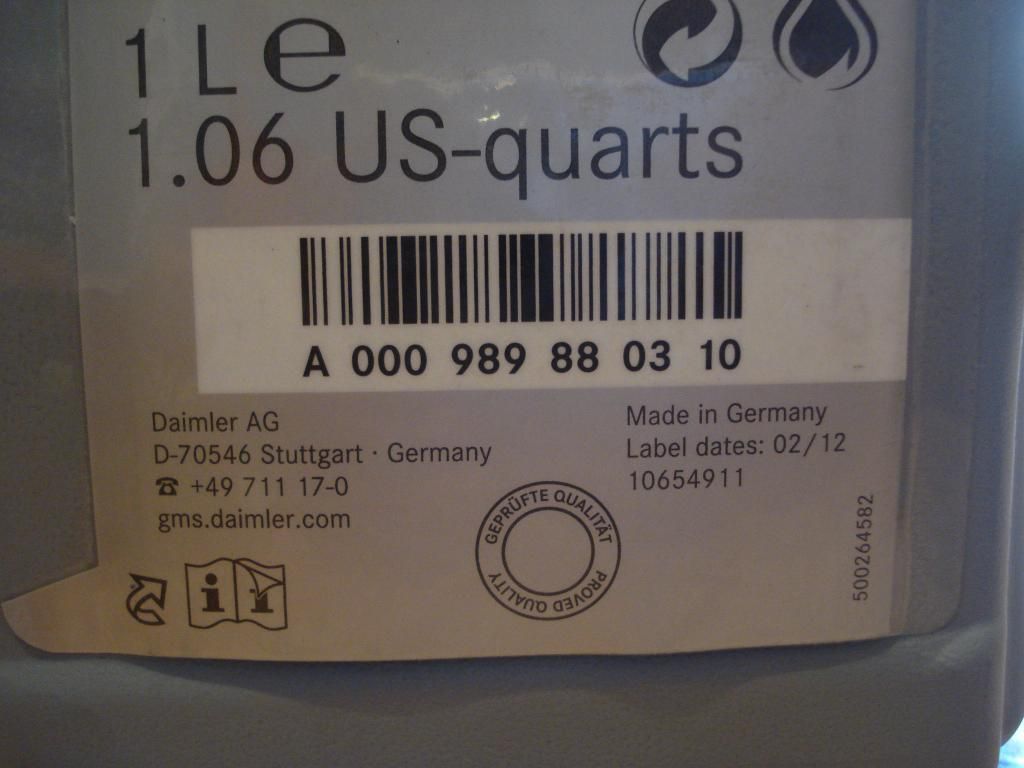 1 L e
1.06 US-quarts
A 000 989 88 03 10
Daimler AG
D-70546 Stuttgart · Germany
☎ +49 711 17-0
gms.daimler.com
Made in Germany
Label dates: 02/12
10654911
GEPRÜFTE QUALITÄT
PROVED QUALITY
500264582